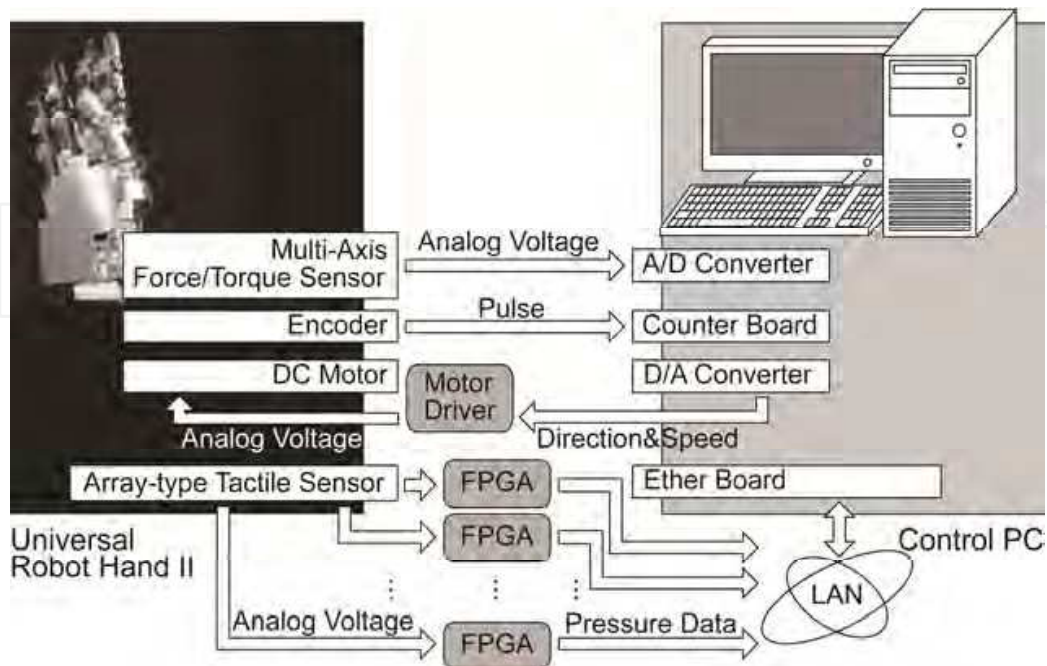 Multi-Axis
Force/Torque Sensor
Analog Voltage
A/D Converter
Encoder
Pulse
Counter Board
DC Motor
Motor
Driver
D/A Converter
Analog Voltage
Direction&Speed
Array-type Tactile Sensor
FPGA
Ether Board
FPGA
Universal
Robot Hand II
Control PC
LAN
Analog Voltage
FPGA
Pressure Data